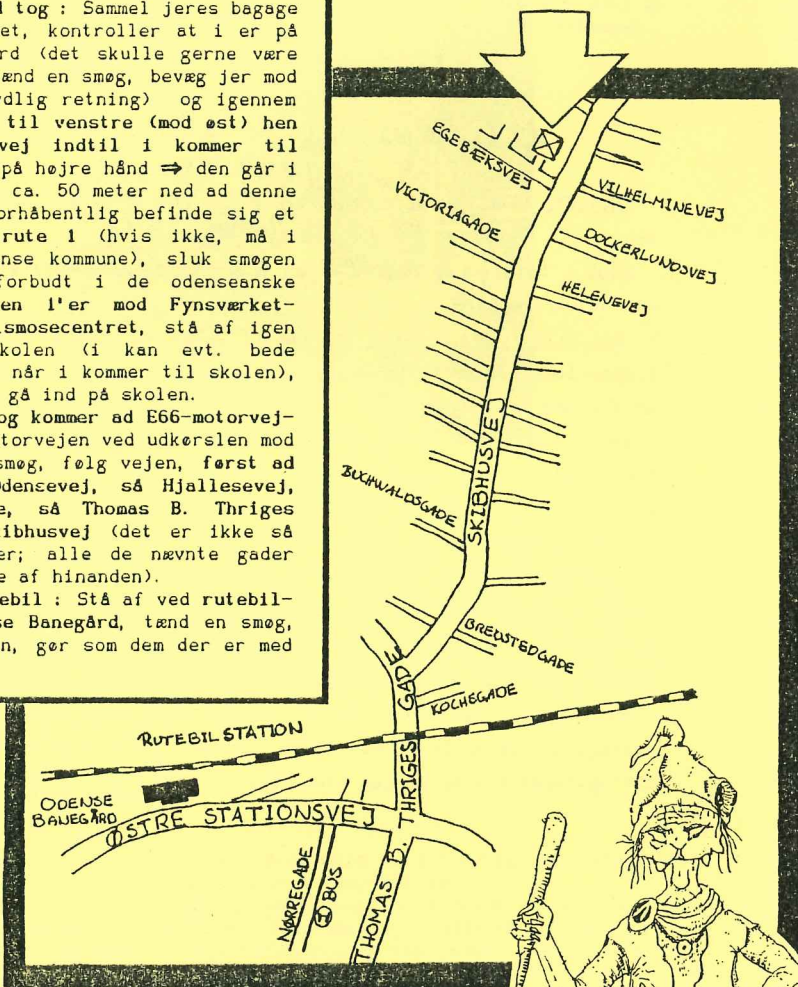 l tog : Sammel jeres bagage
et, kontroller at i er på
rd (det skulle gerne være
ænd en smøg, bevæg jer mod
dlig retning) og igennem
til venstre (mod øst) hen
vej indtil i kommer til
på højre hånd ⇒ den går i
ca. 50 meter ned ad denne
orhåbentlig befinde sig et
rute 1 (hvis ikke, må i
nse kommune), sluk smøgen
forbudt i de odenseanske
en 1'er mod Fynsværket-
smosecentret, stå af igen
kolen (i kan evt. bede
når i kommer til skolen),
gå ind på skolen.
og kommer ad E66-motorvej-
torvejen ved udkørslen mod
smøg, følg vejen, først ad
densevej, så Hjallesevej,
e, så Thomas B. Thriges
kibhusvej (det er ikke så
er; alle de nævnte gader
e af hinanden).
ebil : Stå af ved rutebil-
se Banegård, tænd en smøg,
n, gør som dem der er med
EGEBÆKSVEJ
VILHELMINEVEJ
VICTORIAGADE
DOCKERLUNDSVEJ
HELENEVEJ
SKIBHUSVEJ
BUCHWALDSGADE
BREDSTEDGADE
KOCHEGADE
RUTEBILSTATION
ODENSE
BANEGÅRD
ØSTRE STATIONSVEJ
THOMAS B. THRIGES GADE
NØRREGADE
BUS